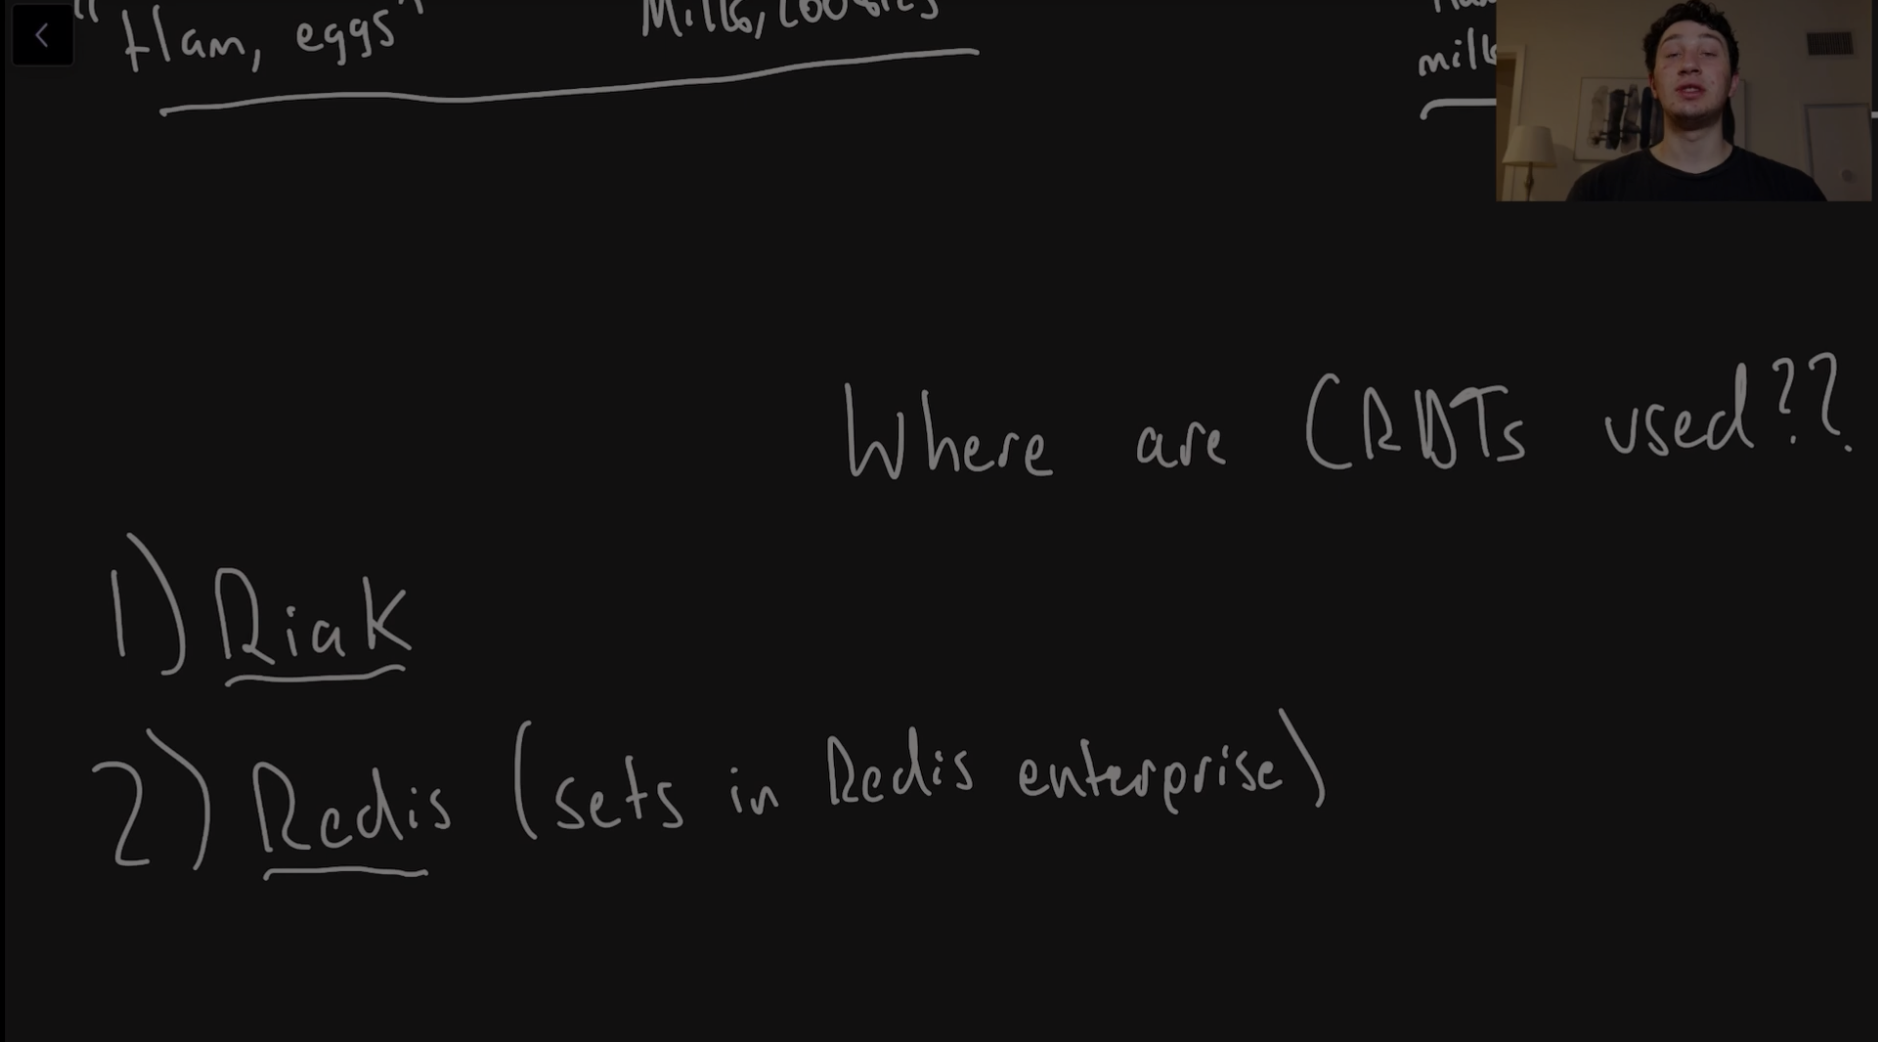 "Ham, eggs"
Milk, cookies
milk
Where are CRDTs used??
1) Riak
2) Redis (sets in Redis enterprise)